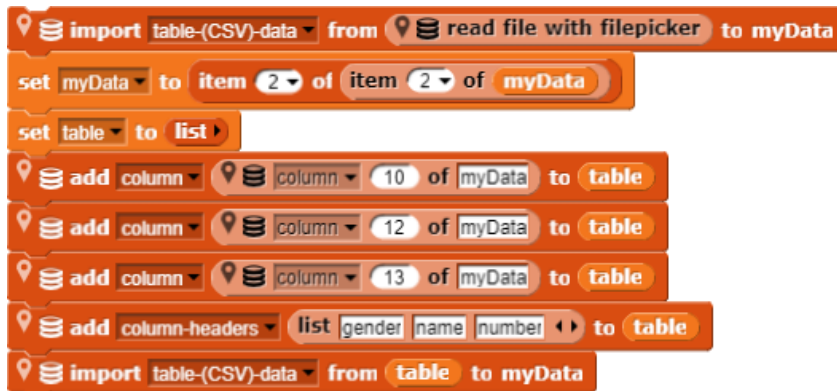 import table-(CSV)-data from read file with filepicker to myData
set myData to item 2 of item 2 of myData
set table to list
add column column 10 of myData to table
add column column 12 of myData to table
add column column 13 of myData to table
add column-headers list gender name number to table
import table-(CSV)-data from table to myData